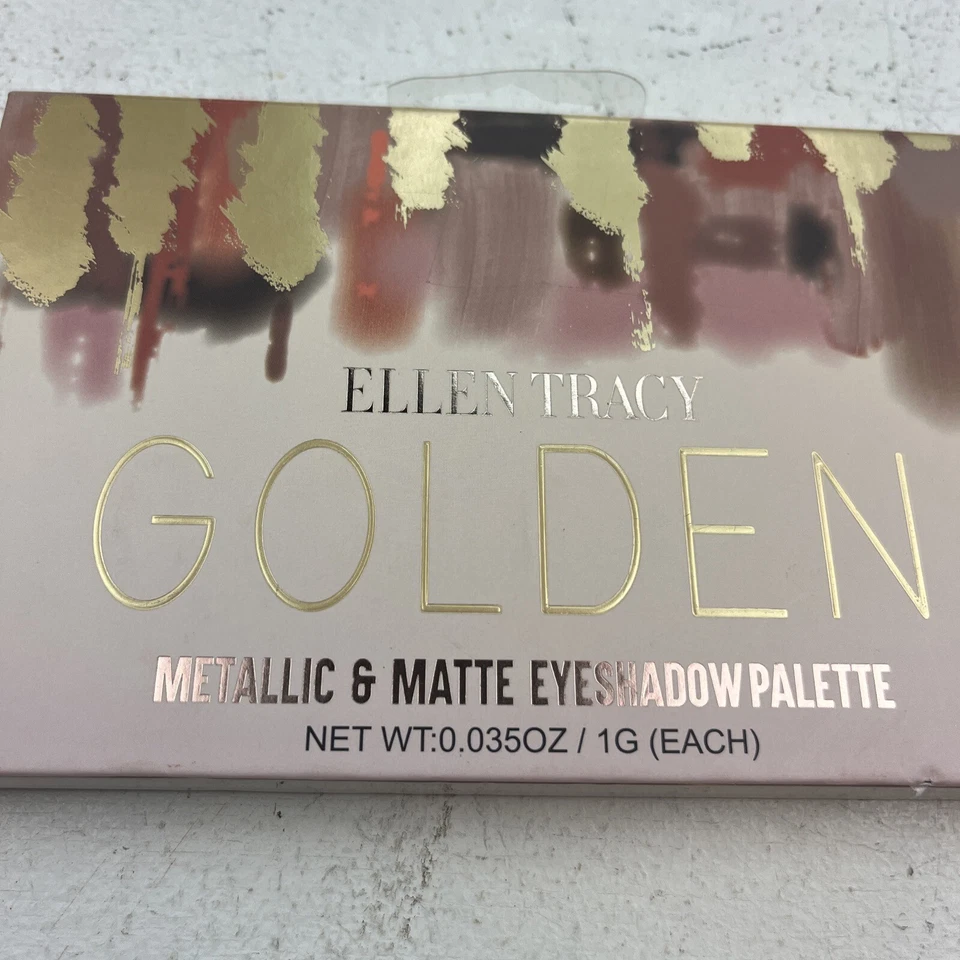 ELLEN TRACY
GOLDEN
METALLIC & MATTE EYESHADOW PALETTE
NET WT:0.035OZ / 1G (EACH)